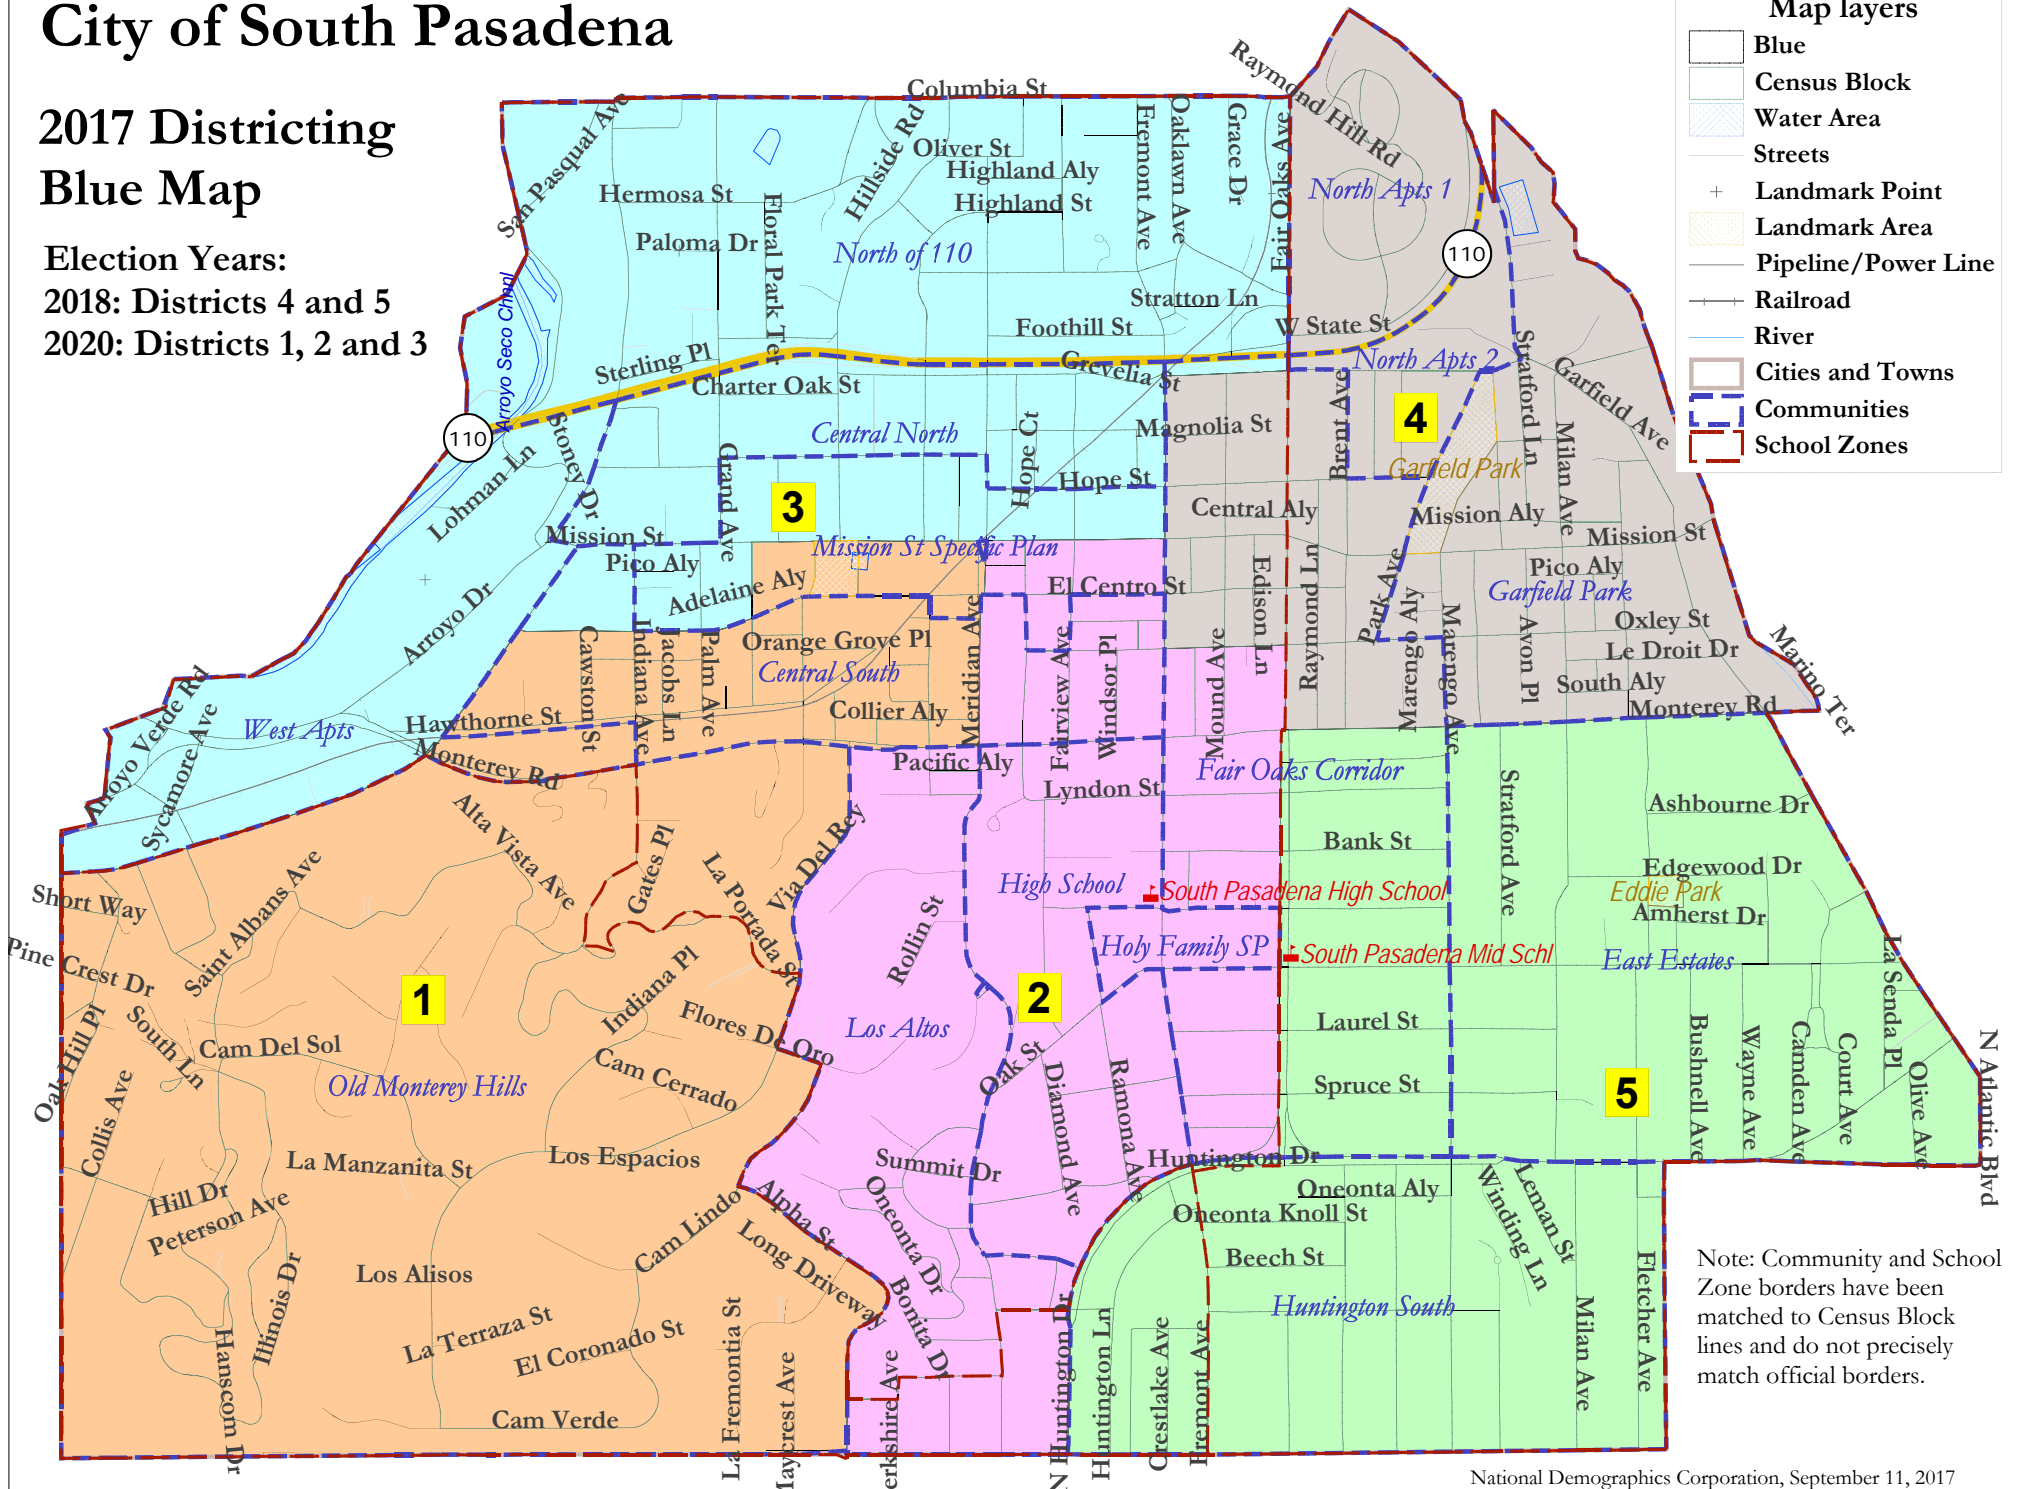 City of South Pasadena
2017 Districting
Blue Map
Election Years:
2018: Districts 4 and 5
2020: Districts 1, 2 and 3
Map layers
Blue
Census Block
Water Area
Streets
Landmark Point
Landmark Area
Pipeline/Power Line
Railroad
River
Cities and Towns
Communities
School Zones
Columbia St
Raymond Hill Rd
San Pasqual Ave
Hillside Rd
Oliver St
Highland Aly
Highland St
Fremont Ave
Oaklawn Ave
Grace Dr
Fair Oaks Ave
North Apts 1
Hermosa St
Floral Park Ter
Paloma Dr
North of 110
110
Arroyo Seco Chnnl
Stratton Ln
Foothill St
W State St
Sterling Pl
Grevelia St
North Apts 2
Stratford Ln
Garfield Ave
Charter Oak St
110
Stoney Dr
Central North
Hope Ct
Magnolia St
Brent Ave
4
Milan Ave
Garfield Park
Lohman Ln
Grand Ave
Hope St
3
Central Aly
Mission Aly
Mission St
Mission St
Mission St Specific Plan
Pico Aly
Pico Aly
Adelaine Aly
El Centro St
Edison Ln
Raymond Ln
Park Ave
Marengo Aly
Marengo Ave
Garfield Park
Avon Pl
Oxley St
Arroyo Dr
Cawston St
Indiana Ave
Jacobs Ln
Palm Ave
Orange Grove Pl
Central South
Meridian Ave
Fairview Ave
Windsor Pl
Mound Ave
Le Droit Dr
Marino Ter
South Aly
Monterey Rd
Collier Aly
Hawthorne St
West Apts
Arroyo Verde Rd
Sycamore Ave
Monterey Rd
Pacific Aly
Lyndon St
Fair Oaks Corridor
Stratford Ave
Ashbourne Dr
Alta Vista Ave
Gates Pl
La Portada St
Via Del Rey
Bank St
Edgewood Dr
Short Way
Saint Albans Ave
High School
South Pasadena High School
Eddie Park
Amherst Dr
Rollin St
Holy Family SP
South Pasadena Mid Schl
East Estates
La Senda Pl
Pine Crest Dr
1
2
Indiana Pl
Flores De Oro
Los Altos
Laurel St
Oak Hill Pl
South Ln
Cam Del Sol
Old Monterey Hills
Cam Cerrado
Oak St
Diamond Ave
Ramona Ave
Spruce St
5
Bushnell Ave
Wayne Ave
Camden Ave
Court Ave
Olive Ave
N Atlantic Blvd
Collis Ave
La Manzanita St
Los Espacios
Summit Dr
Huntington Dr
Hill Dr
Peterson Ave
Cam Lindo
Alpha St
Oneonta Dr
Oneonta Aly
Oneonta Knoll St
Winding Ln
Leman St
Long Driveway
Beech St
Los Alisos
Illinois Dr
Bonita Dr
Huntington South
Fletcher Ave
La Terraza St
El Coronado St
Hanscom Dr
La Fremontia St
Maycrest Ave
erkshire Ave
N Huntington Dr
Huntington Ln
Crestlake Ave
Fremont Ave
Milan Ave
Cam Verde
Note: Community and School
Zone borders have been
matched to Census Block
lines and do not precisely
match official borders.
National Demographics Corporation, September 11, 2017